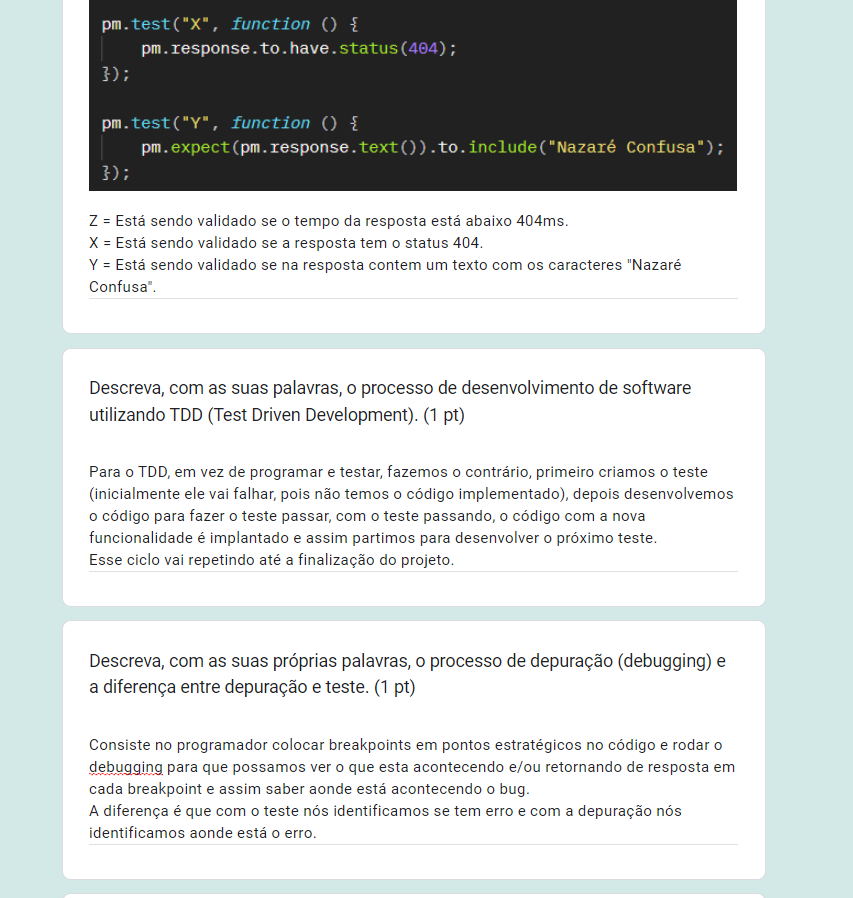 pm.test("X", function () {
pm.response.to.have.status(404);
});
pm.test("Y", function () {
pm.expect(pm.response.text()).to.include("Nazaré Confusa");
});
Z = Está sendo validado se o tempo da resposta está abaixo 404ms.
X = Está sendo validado se a resposta tem o status 404.
Y = Está sendo validado se na resposta contem um texto com os caracteres "Nazaré
Confusa".
Descreva, com as suas palavras, o processo de desenvolvimento de software
utilizando TDD (Test Driven Development). (1 pt)
Para o TDD, em vez de programar e testar, fazemos o contrário, primeiro criamos o teste
(inicialmente ele vai falhar, pois não temos o código implementado), depois desenvolvemos
o código para fazer o teste passar, com o teste passando, o código com a nova
funcionalidade é implantado e assim partimos para desenvolver o próximo teste.
Esse ciclo vai repetindo até a finalização do projeto.
Descreva, com as suas próprias palavras, o processo de depuração (debugging) e
a diferença entre depuração e teste. (1 pt)
Consiste no programador colocar breakpoints em pontos estratégicos no código e rodar o
debugging para que possamos ver o que esta acontecendo e/ou retornando de resposta em
cada breakpoint e assim saber aonde está acontecendo o bug.
A diferença é que com o teste nós identificamos se tem erro e com a depuração nós
identificamos aonde está o erro.